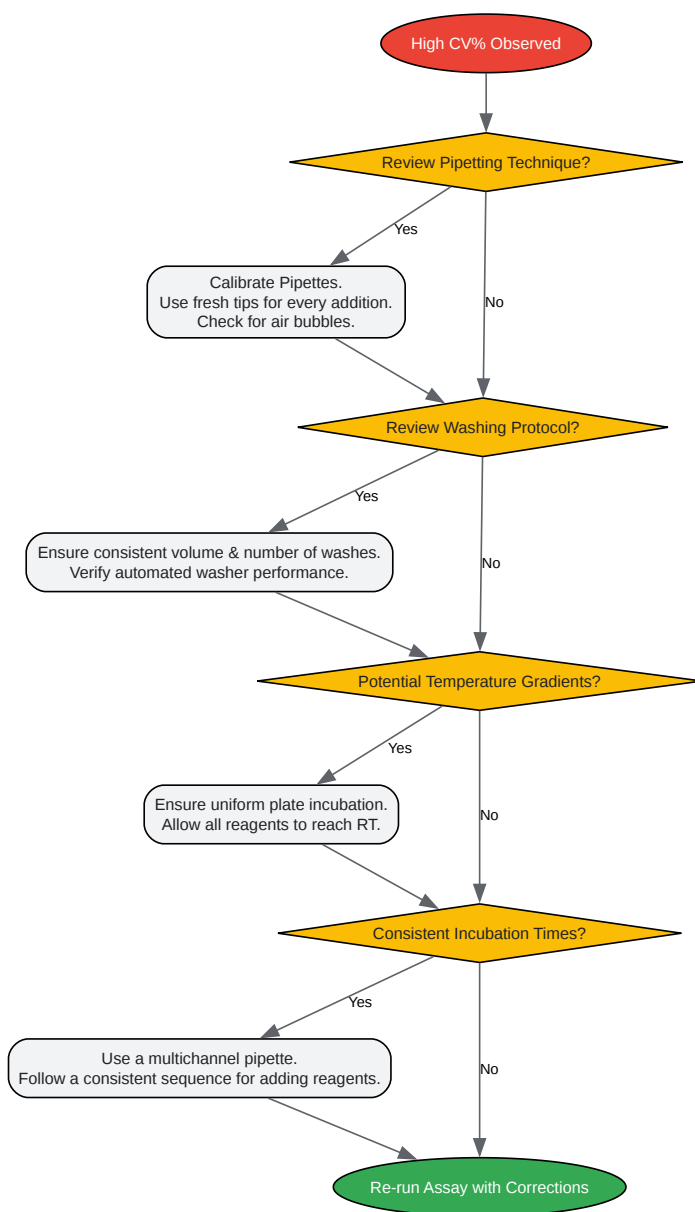 High CV% Observed
Review Pipetting Technique?
Yes
Calibrate Pipettes.
Use fresh tips for every addition.
Check for air bubbles.
No
Review Washing Protocol?
Yes
Ensure consistent volume & number of washes.
Verify automated washer performance.
No
Potential Temperature Gradients?
Yes
Ensure uniform plate incubation.
Allow all reagents to reach RT.
No
Consistent Incubation Times?
Yes
Use a multichannel pipette.
Follow a consistent sequence for adding reagents.
No
Re-run Assay with Corrections